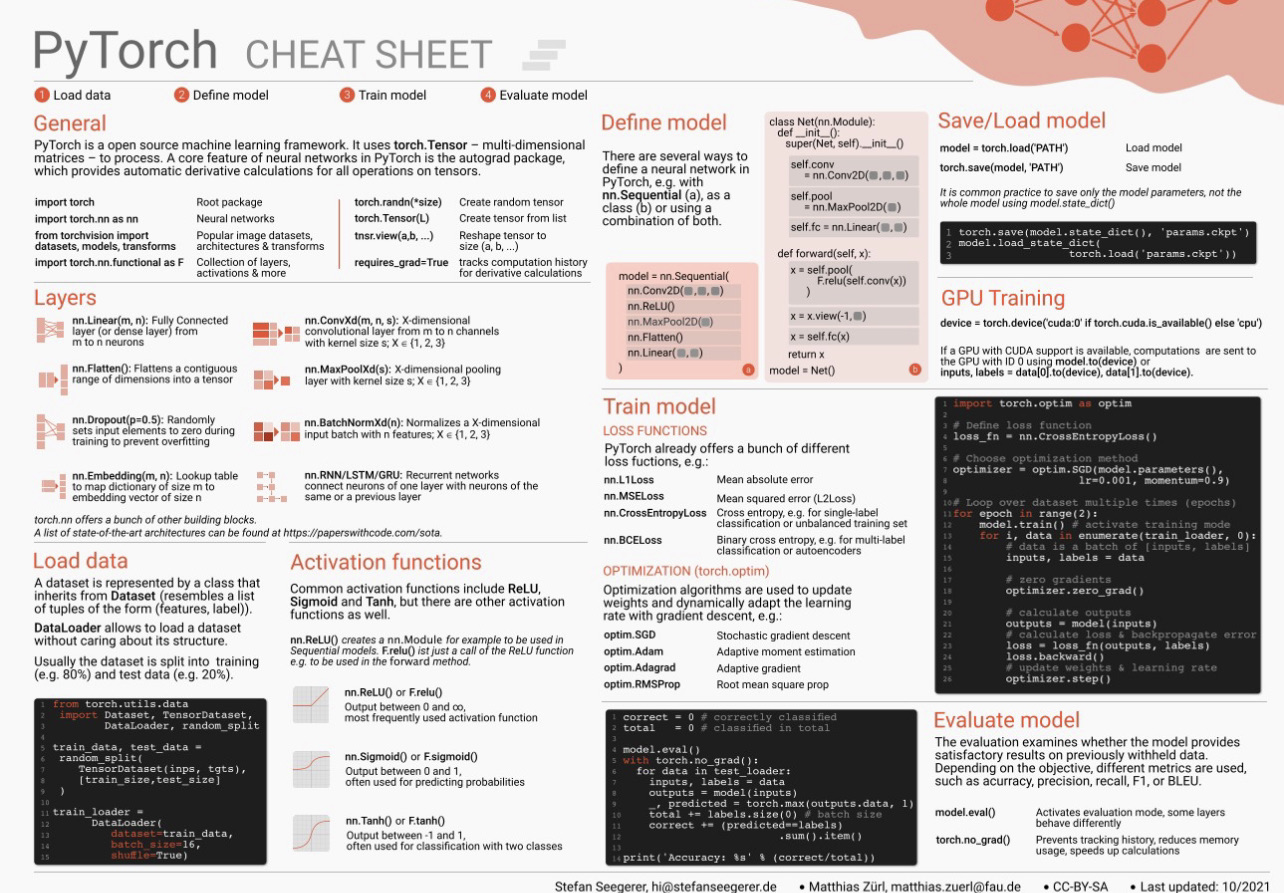 PyTorch CHEAT SHEET
1 Load data
2 Define model
3 Train model
4 Evaluate model
General
PyTorch is a open source machine learning framework. It uses torch.Tensor – multi-dimensional
matrices – to process. A core feature of neural networks in PyTorch is the autograd package,
which provides automatic derivative calculations for all operations on tensors.
import torch Root package
import torch.nn as nn Neural networks
from torchvision import Popular image datasets,
datasets, models, transforms architectures & transforms
import torch.nn.functional as F Collection of layers,
activations & more
torch.randn(*size) Create random tensor
torch.Tensor(L) Create tensor from list
tnsr.view(a,b, ...) Reshape tensor to
size (a, b, ...)
requires_grad=True tracks computation history
for derivative calculations
Layers
nn.Linear(m, n): Fully Connected
layer (or dense layer) from
m to n neurons
nn.ConvXd(m, n, s): X-dimensional
convolutional layer from m to n channels
with kernel size s; X ∈ {1, 2, 3}
nn.Flatten(): Flattens a contiguous
range of dimensions into a tensor
nn.MaxPoolXd(s): X-dimensional pooling
layer with kernel size s; X ∈ {1, 2, 3}
nn.Dropout(p=0.5): Randomly
sets input elements to zero during
training to prevent overfitting
nn.BatchNormXd(n): Normalizes a X-dimensional
input batch with n features; X ∈ {1, 2, 3}
nn.Embedding(m, n): Lookup table
to map dictionary of size m to
embedding vector of size n
nn.RNN/LSTM/GRU: Recurrent networks
connect neurons of one layer with neurons of the
same or a previous layer
torch.nn offers a bunch of other building blocks.
A list of state-of-the-art architectures can be found at https://paperswithcode.com/sota.
Load data
A dataset is represented by a class that
inherits from Dataset (resembles a list
of tuples of the form (features, label)).
DataLoader allows to load a dataset
without caring about its structure.
Usually the dataset is split into training
(e.g. 80%) and test data (e.g. 20%).
1 from torch.utils.data
2 import Dataset, TensorDataset,
3 DataLoader, random_split
4
5 train_data, test_data =
6 random_split(
7 TensorDataset(inps, tgts),
8 [train_size,test_size]
9 )
10
11 train_loader =
12 DataLoader(
13 dataset=train_data,
14 batch_size=16,
15 shuffle=True)
Activation functions
Common activation functions include ReLU,
Sigmoid and Tanh, but there are other activation
functions as well.
nn.ReLU() creates a nn.Module for example to be used in
Sequential models. F.relu() ist just a call of the ReLU function
e.g. to be used in the forward method.
nn.ReLU() or F.relu()
Output between 0 and ∞,
most frequently used activation function
nn.Sigmoid() or F.sigmoid()
Output between 0 and 1,
often used for predicting probabilities
nn.Tanh() or F.tanh()
Output between -1 and 1,
often used for classification with two classes
Define model
There are several ways to
define a neural network in
PyTorch, e.g. with
nn.Sequential (a), as a
class (b) or using a
combination of both.
model = nn.Sequential(
nn.Conv2D( , , )
nn.ReLU()
nn.MaxPool2D( )
nn.Flatten()
nn.Linear( , )
)
a
class Net(nn.Module):
def __init__():
super(Net, self).__init__()
self.conv
= nn.Conv2D( , , )
self.pool
= nn.MaxPool2D( )
self.fc = nn.Linear( , )
def forward(self, x):
x = self.pool(
F.relu(self.conv(x))
)
x = x.view(-1, )
x = self.fc(x)
return x
model = Net()
b
Save/Load model
model = torch.load('PATH') Load model
torch.save(model, 'PATH') Save model
It is common practice to save only the model parameters, not the
whole model using model.state_dict()
1 torch.save(model.state_dict(), 'params.ckpt')
2 model.load_state_dict(
3 torch.load('params.ckpt'))
GPU Training
device = torch.device('cuda:0' if torch.cuda.is_available() else 'cpu')
If a GPU with CUDA support is available, computations are sent to
the GPU with ID 0 using model.to(device) or
inputs, labels = data[0].to(device), data[1].to(device).
Train model
LOSS FUNCTIONS
PyTorch already offers a bunch of different
loss fuctions, e.g.:
nn.L1Loss Mean absolute error
nn.MSELoss Mean squared error (L2Loss)
nn.CrossEntropyLoss Cross entropy, e.g. for single-label
classification or unbalanced training set
nn.BCELoss Binary cross entropy, e.g. for multi-label
classification or autoencoders
OPTIMIZATION (torch.optim)
Optimization algorithms are used to update
weights and dynamically adapt the learning
rate with gradient descent, e.g.:
optim.SGD Stochastic gradient descent
optim.Adam Adaptive moment estimation
optim.Adagrad Adaptive gradient
optim.RMSProp Root mean square prop
1 import torch.optim as optim
2
3 # Define loss function
4 loss_fn = nn.CrossEntropyLoss()
5
6 # Choose optimization method
7 optimizer = optim.SGD(model.parameters(),
8 lr=0.001, momentum=0.9)
9
10 # Loop over dataset multiple times (epochs)
11 for epoch in range(2):
12 model.train() # activate training mode
13 for i, data in enumerate(train_loader, 0):
14 # data is a batch of [inputs, labels]
15 inputs, labels = data
16
17 # zero gradients
18 optimizer.zero_grad()
19
20 # calculate outputs
21 outputs = model(inputs)
22 # calculate loss & backpropagate error
23 loss = loss_fn(outputs, labels)
24 loss.backward()
25 # update weights & learning rate
26 optimizer.step()
1 correct = 0 # correctly classified
2 total = 0 # classified in total
3
4 model.eval()
5 with torch.no_grad():
6 for data in test_loader:
7 inputs, labels = data
8 outputs = model(inputs)
9 _, predicted = torch.max(outputs.data, 1)
10 total += labels.size(0) # batch size
11 correct += (predicted==labels)
12 .sum().item()
13
14 print('Accuracy: %s' % (correct/total))
Evaluate model
The evaluation examines whether the model provides
satisfactory results on previously withheld data.
Depending on the objective, different metrics are used,
such as acurracy, precision, recall, F1, or BLEU.
model.eval() Activates evaluation mode, some layers
behave differently
torch.no_grad() Prevents tracking history, reduces memory
usage, speeds up calculations
Stefan Seegerer, hi@stefanseegerer.de • Matthias Zürl, matthias.zuerl@fau.de • CC-BY-SA • Last updated: 10/2021